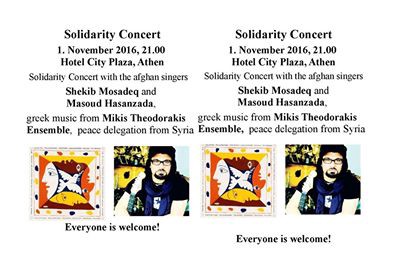 Solidarity Concert
1. November 2016, 21.00
Hotel City Plaza, Athen
Solidarity Concert with the afghan singers
Shekib Mosadeq and
Masoud Hasanzada,
greek music from Mikis Theodorakis
Ensemble, peace delegation from Syria
Everyone is welcome!
Solidarity Concert
1. November 2016, 21.00
Hotel City Plaza, Athen
Solidarity Concert with the afghan singers
Shekib Mosadeq and
Masoud Hasanzada,
greek music from Mikis Theodorakis
Ensemble, peace delegation from Syria
Everyone is welcome!